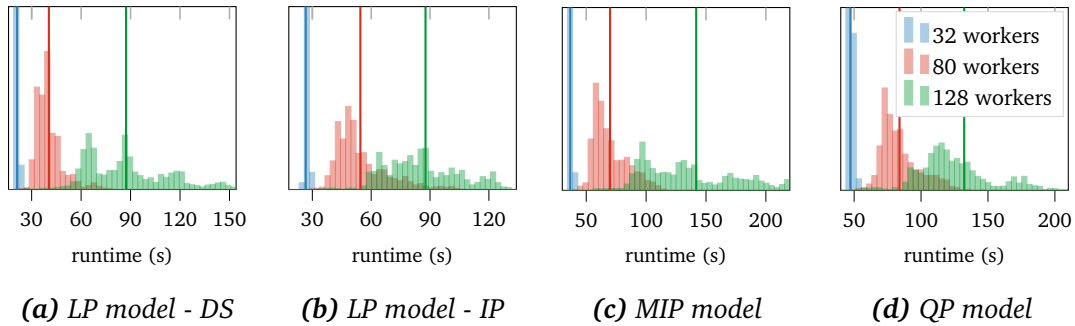 32 workers
80 workers
128 workers
30 60 90 120 150
30 60 90 120
50 100 150 200
50 100 150 200
runtime (s) runtime (s) runtime (s) runtime (s)
(a) LP model - DS (b) LP model - IP (c) MIP model (d) QP model